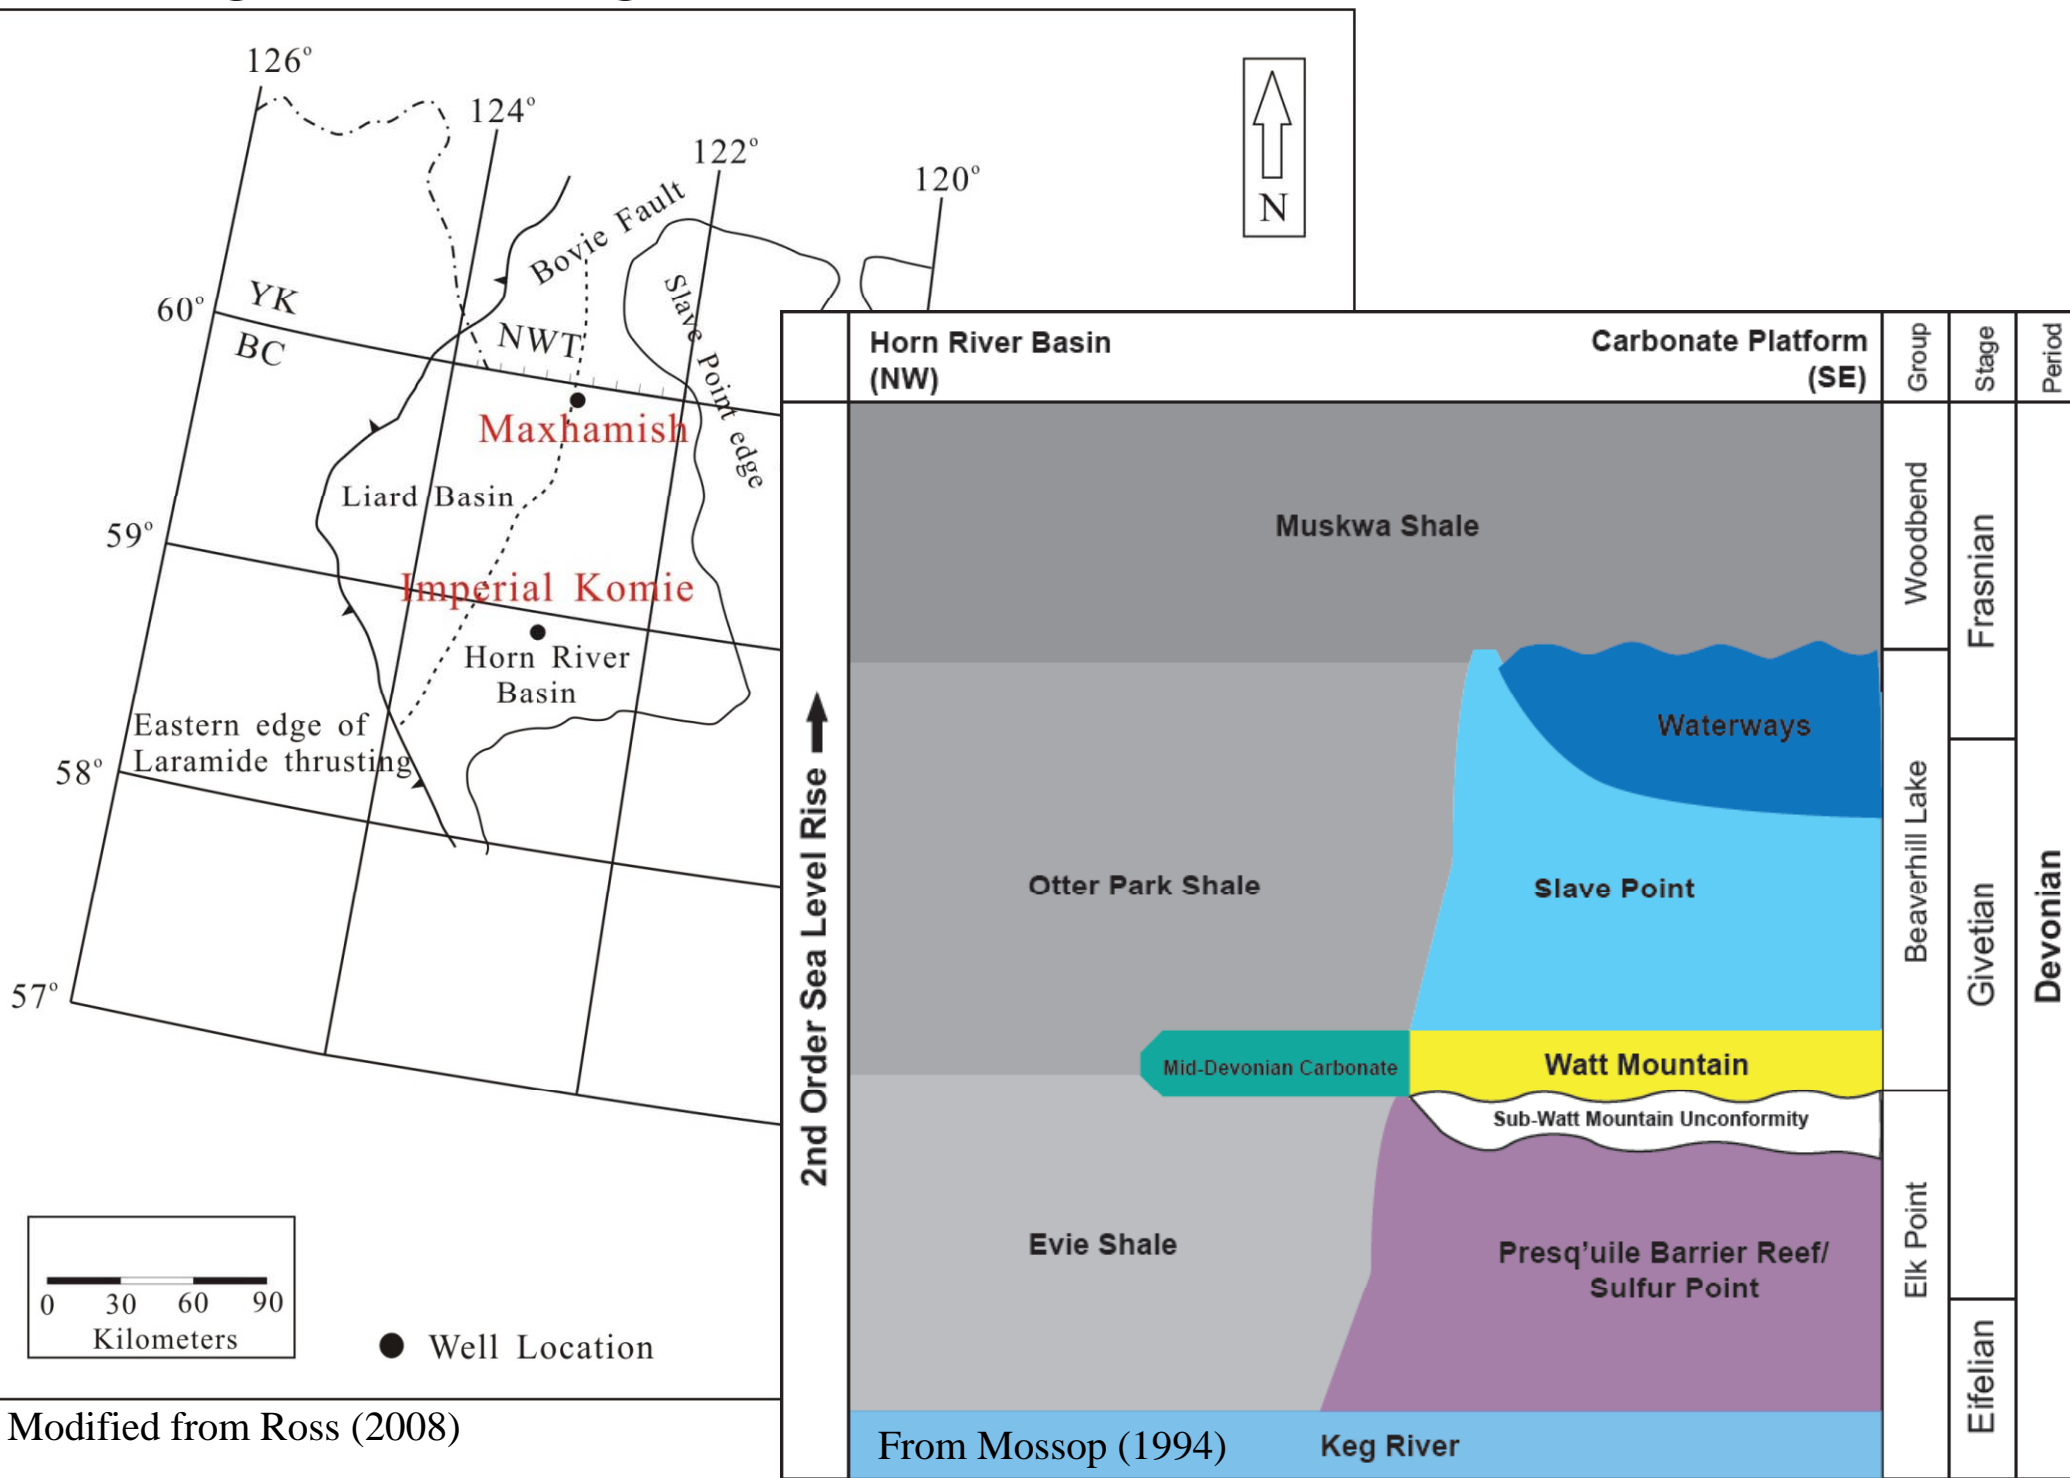 126°
124°
122°
120°
N
Bovie Fault
Slave Point edge
60°
YK
BC
NWT
Maxhamish
Liard Basin
59°
Imperial Komie
Horn River
Basin
Eastern edge of
Laramide thrusting
58°
57°
0 30 60 90
Kilometers
Well Location
Modified from Ross (2008)
Horn River Basin
(NW)
Carbonate Platform
(SE)
Group
Stage
Period
2nd Order Sea Level Rise
Muskwa Shale
Waterways
Otter Park Shale
Slave Point
Mid-Devonian Carbonate
Watt Mountain
Sub-Watt Mountain Unconformity
Evie Shale
Presq'uile Barrier Reef/
Sulfur Point
From Mossop (1994)
Keg River
Woodbend
Beaverhill Lake
Elk Point
Frasnian
Givetian
Eifelian
Devonian